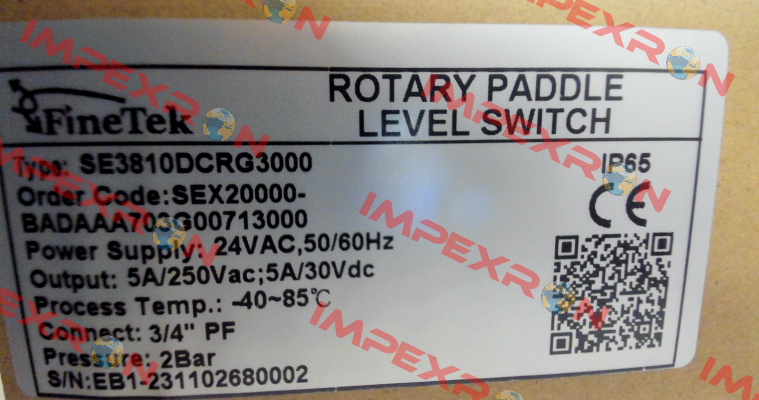 FineTek
ROTARY PADDLE
LEVEL SWITCH
Type: SE3810DCRG3000
IP65
Order Code:SEX20000-
BADAAA703G00713000
CE
Power Supply: 24VAC,50/60Hz
Output: 5A/250Vac;5A/30Vdc
Process Temp.: -40~85℃
Connect: 3/4" PF
Pressure: 2Bar
S/N:EB1-231102680002
IMPEXRON
IMPEXRON
IMPEXRON
IMPEXRON
IMPEXRON